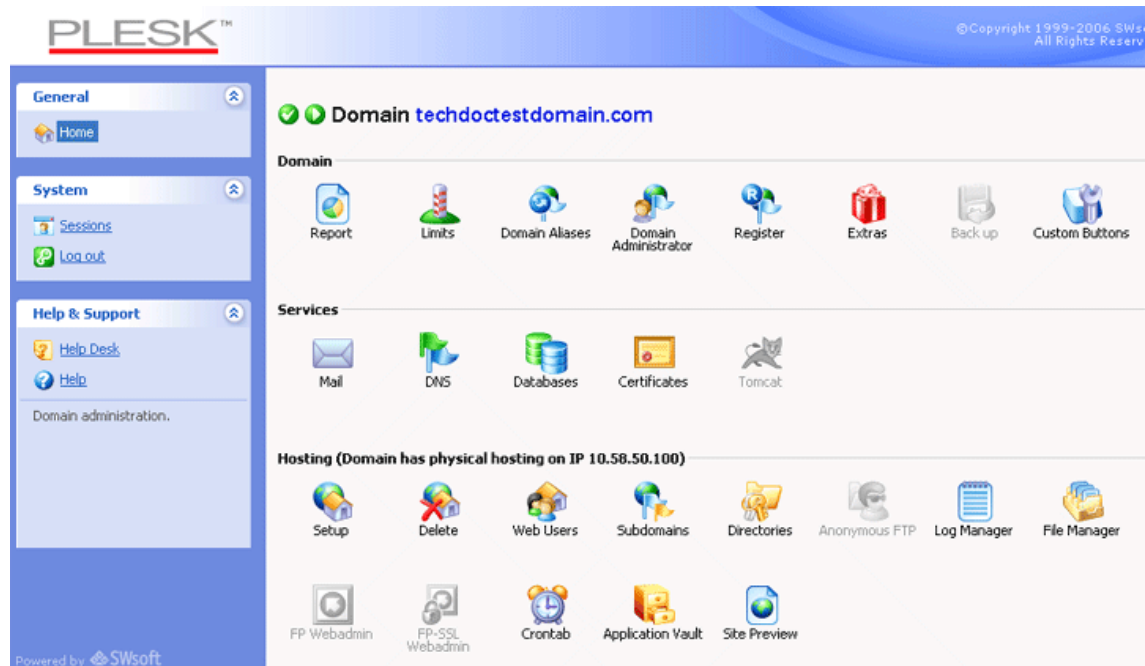 PLESK™
©Copyright 1999-2006
All Rights
General
Home
System
Sessions
Log out
Help & Support
Help Desk
Help
Domain administration.
Powered by SWsoft
Domain techdoctestdomain.com
Domain
Report
Limits
Domain Aliases
Domain
Administrator
Register
Extras
Back up
Custom Buttons
Services
Mail
DNS
Databases
Certificates
Tomcat
Hosting (Domain has physical hosting on IP 10.58.50.100)
Setup
Delete
Web Users
Subdomains
Directories
Anonymous FTP
Log Manager
File Manager
FP Webadmin
FP-SSL
Webadmin
Crontab
Application Vault
Site Preview